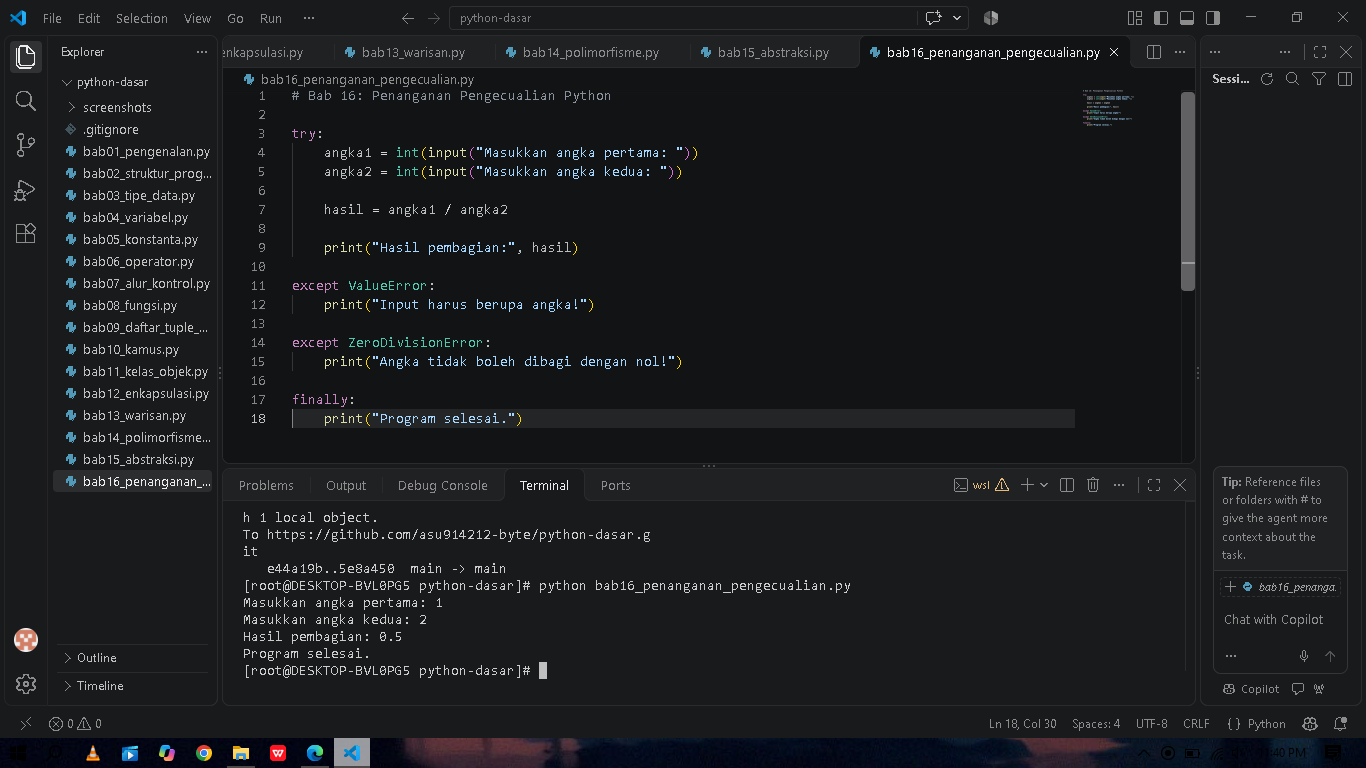 File Edit Selection View Go Run ··· python-dasar
Explorer ···
python-dasar
screenshots
.gitignore
bab01_pengenalan.py
bab02_struktur_prog...
bab03_tipe_data.py
bab04_variabel.py
bab05_konstanta.py
bab06_operator.py
bab07_alur_kontrol.py
bab08_fungsi.py
bab09_daftar_tuple_...
bab10_kamus.py
bab11_kelas_objek.py
bab12_enkapsulasi.py
bab13_warisan.py
bab14_polimorfisme...
bab15_abstraksi.py
bab16_penanganan_...
Outline
Timeline
enkapsulasi.py bab13_warisan.py bab14_polimorfisme.py bab15_abstraksi.py bab16_penanganan_pengecualian.py
bab16_penanganan_pengecualian.py
1 # Bab 16: Penanganan Pengecualian Python
2
3 try:
4 angka1 = int(input("Masukkan angka pertama: "))
5 angka2 = int(input("Masukkan angka kedua: "))
6
7 hasil = angka1 / angka2
8
9 print("Hasil pembagian:", hasil)
10
11 except ValueError:
12 print("Input harus berupa angka!")
13
14 except ZeroDivisionError:
15 print("Angka tidak boleh dibagi dengan nol!")
16
17 finally:
18 print("Program selesai.")
Problems Output Debug Console Terminal Ports wsl
h 1 local object.
To https://github.com/asu914212-byte/python-dasar.g
it
e44a19b..5e8a450 main -> main
[root@DESKTOP-BVL0PG5 python-dasar]# python bab16_penanganan_pengecualian.py
Masukkan angka pertama: 1
Masukkan angka kedua: 2
Hasil pembagian: 0.5
Program selesai.
[root@DESKTOP-BVL0PG5 python-dasar]#
Sessi...
Tip: Reference files
or folders with # to
give the agent more
context about the
task.
bab16_penanga.
Chat with Copilot
Copilot
0 0 Ln 18, Col 30 Spaces: 4 UTF-8 CRLF {} Python